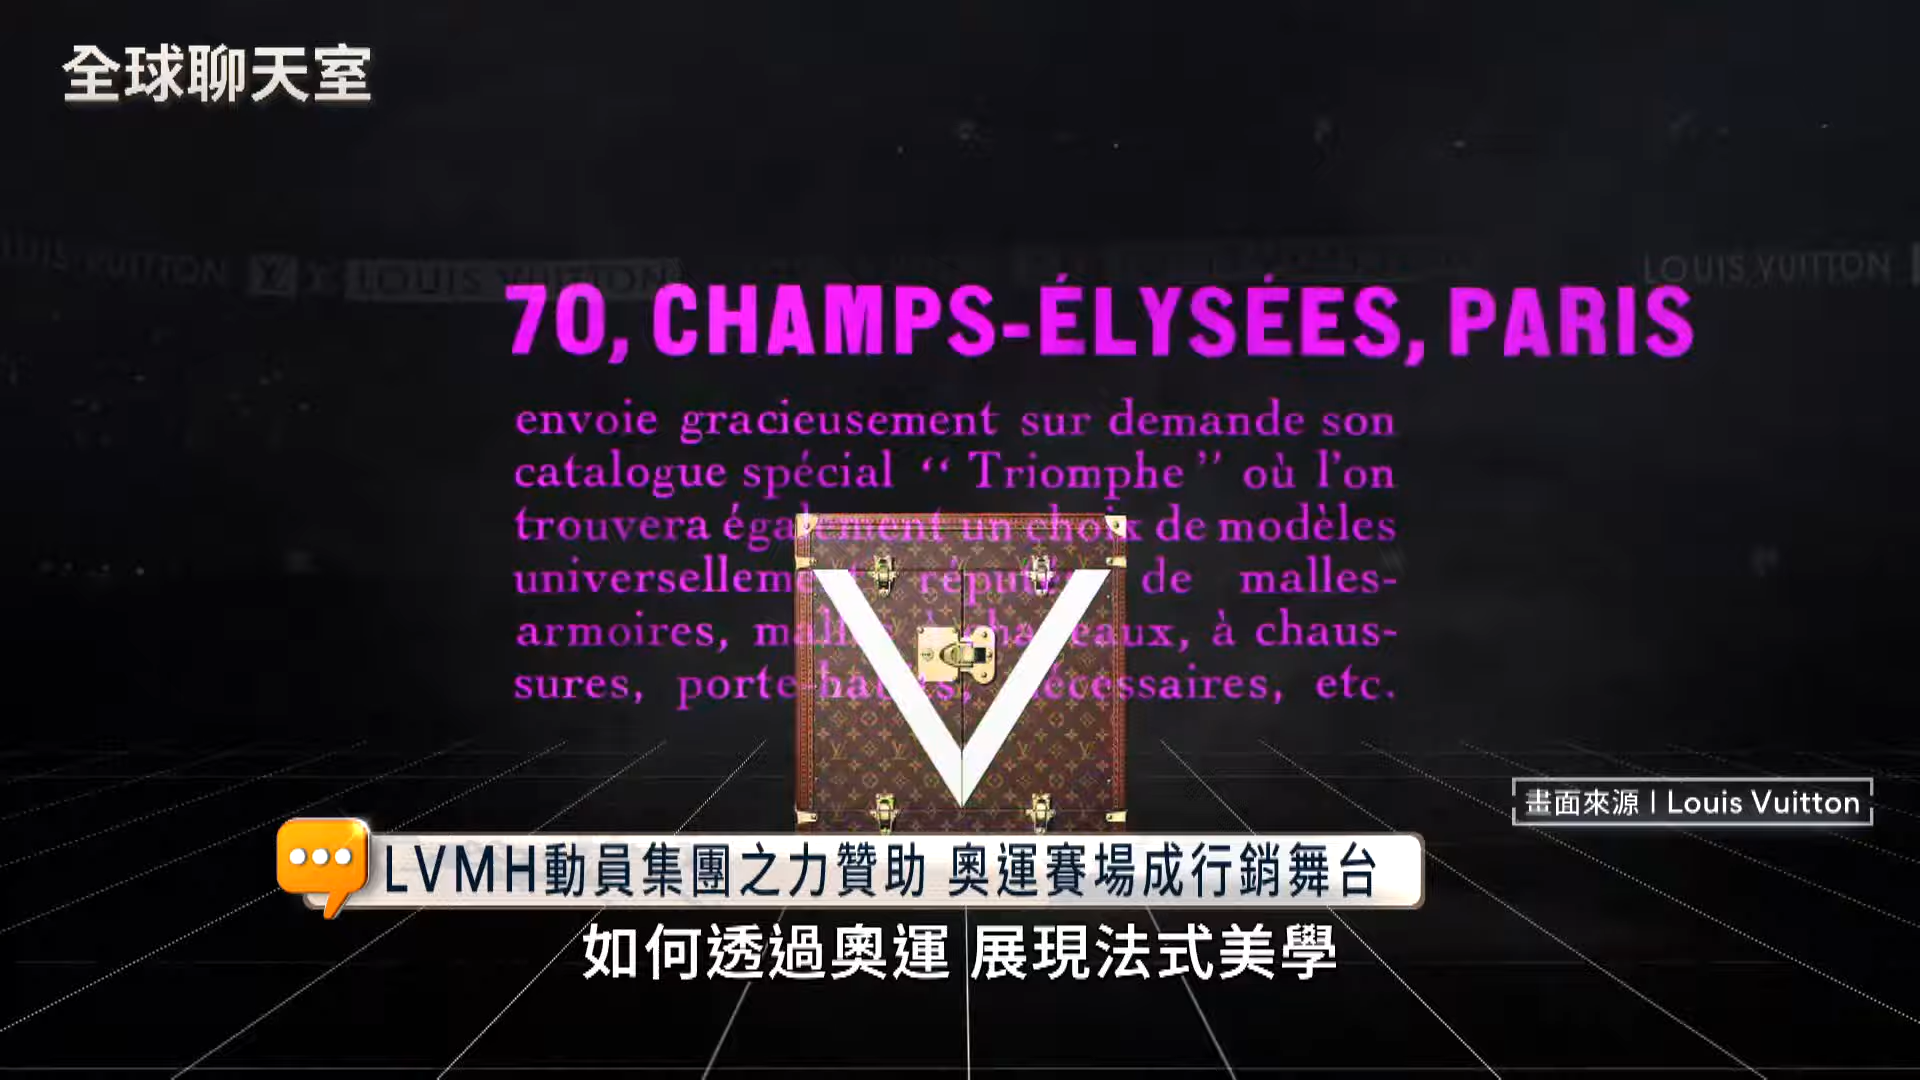 全球聊天室
LOUIS VUITTON
LOUIS VUITTON
LOUIS VUITTON
70, CHAMPS-ÉLYSÉES, PARIS
envoie gracieusement sur demande son
catalogue spécial “ Triomphe ” où l'on
trouvera également un choix de modèles
universellement réputés de malles-
armoires, malles à chapeaux, à chaus-
sures, porte-habits, nécessaires, etc.
V
畫面來源 | Louis Vuitton
LVMH動員集團之力贊助 奧運賽場成行銷舞台
如何透過奧運 展現法式美學